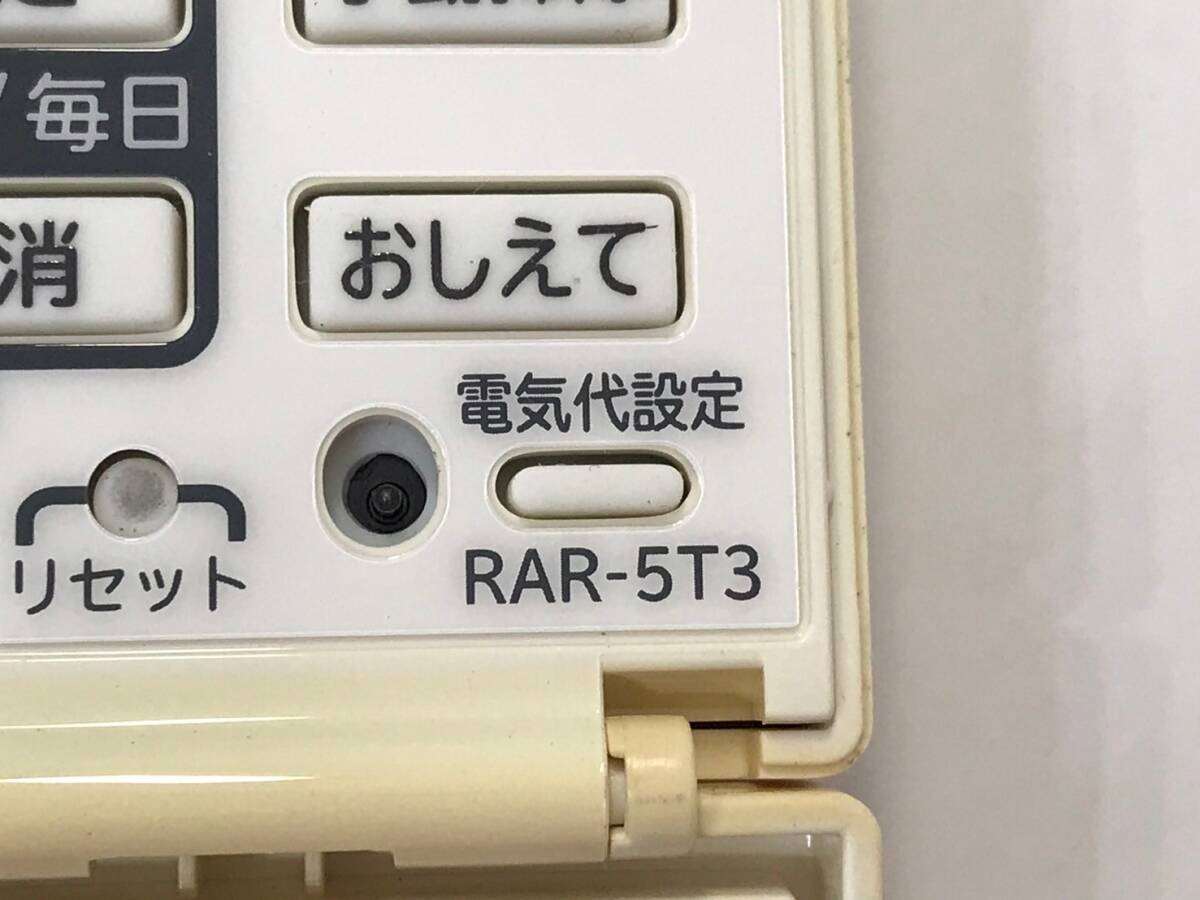 /毎日
消
おしえて
電気代設定
リセット
RAR-5T3